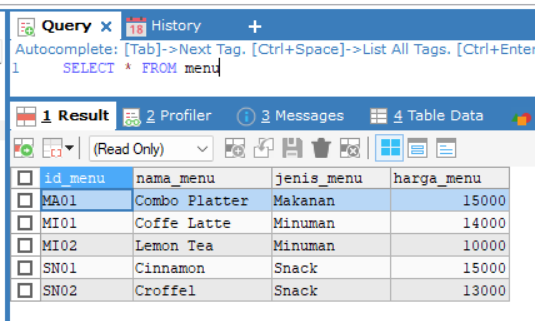 Query x 18 History +
Autocomplete: [Tab]->Next Tag. [Ctrl+Space]->List All Tags. [Ctrl+Enter
1 SELECT * FROM menu
1 Result 2 Profiler 3 Messages 4 Table Data
(Read Only)
id_menu nama_menu jenis_menu harga_menu
MA01 Combo Platter Makanan 15000
MI01 Coffe Latte Minuman 14000
MI02 Lemon Tea Minuman 10000
SN01 Cinnamon Snack 15000
SN02 Croffel Snack 13000